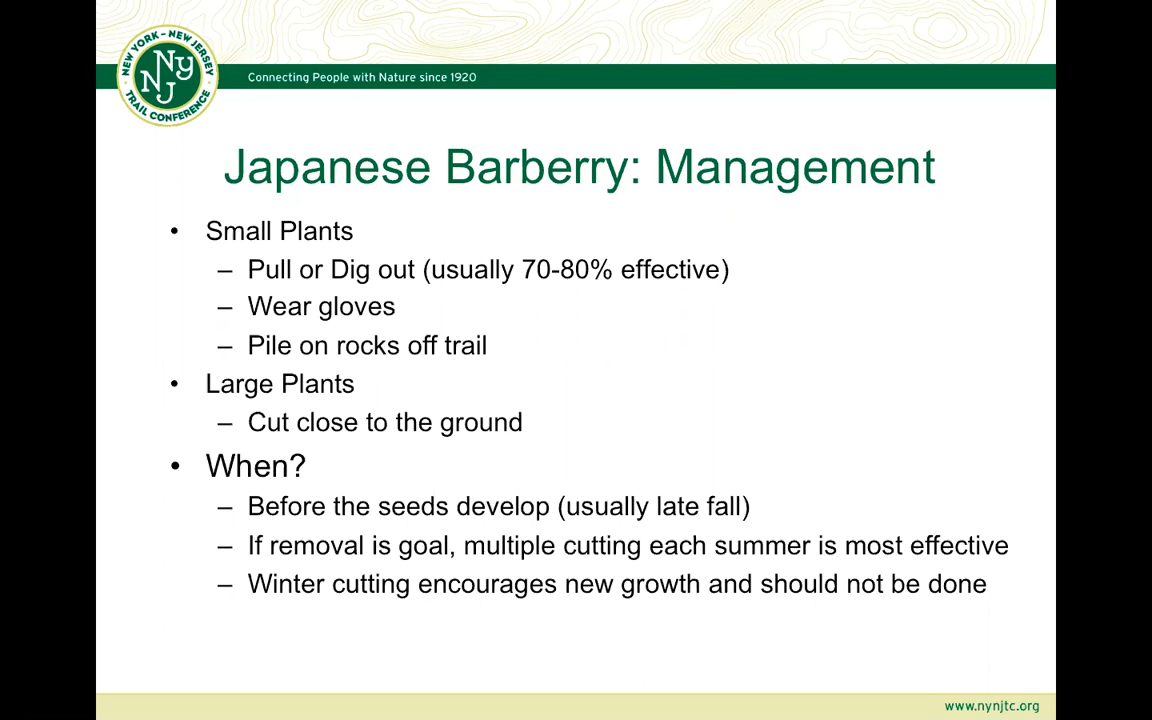 NEW YORK - NEW JERSEY
NY
NJ
TRAIL CONFERENCE
Connecting People with Nature since 1920
Japanese Barberry: Management
• Small Plants
– Pull or Dig out (usually 70-80% effective)
– Wear gloves
– Pile on rocks off trail
• Large Plants
– Cut close to the ground
• When?
– Before the seeds develop (usually late fall)
– If removal is goal, multiple cutting each summer is most effective
– Winter cutting encourages new growth and should not be done
www.nynjtc.org